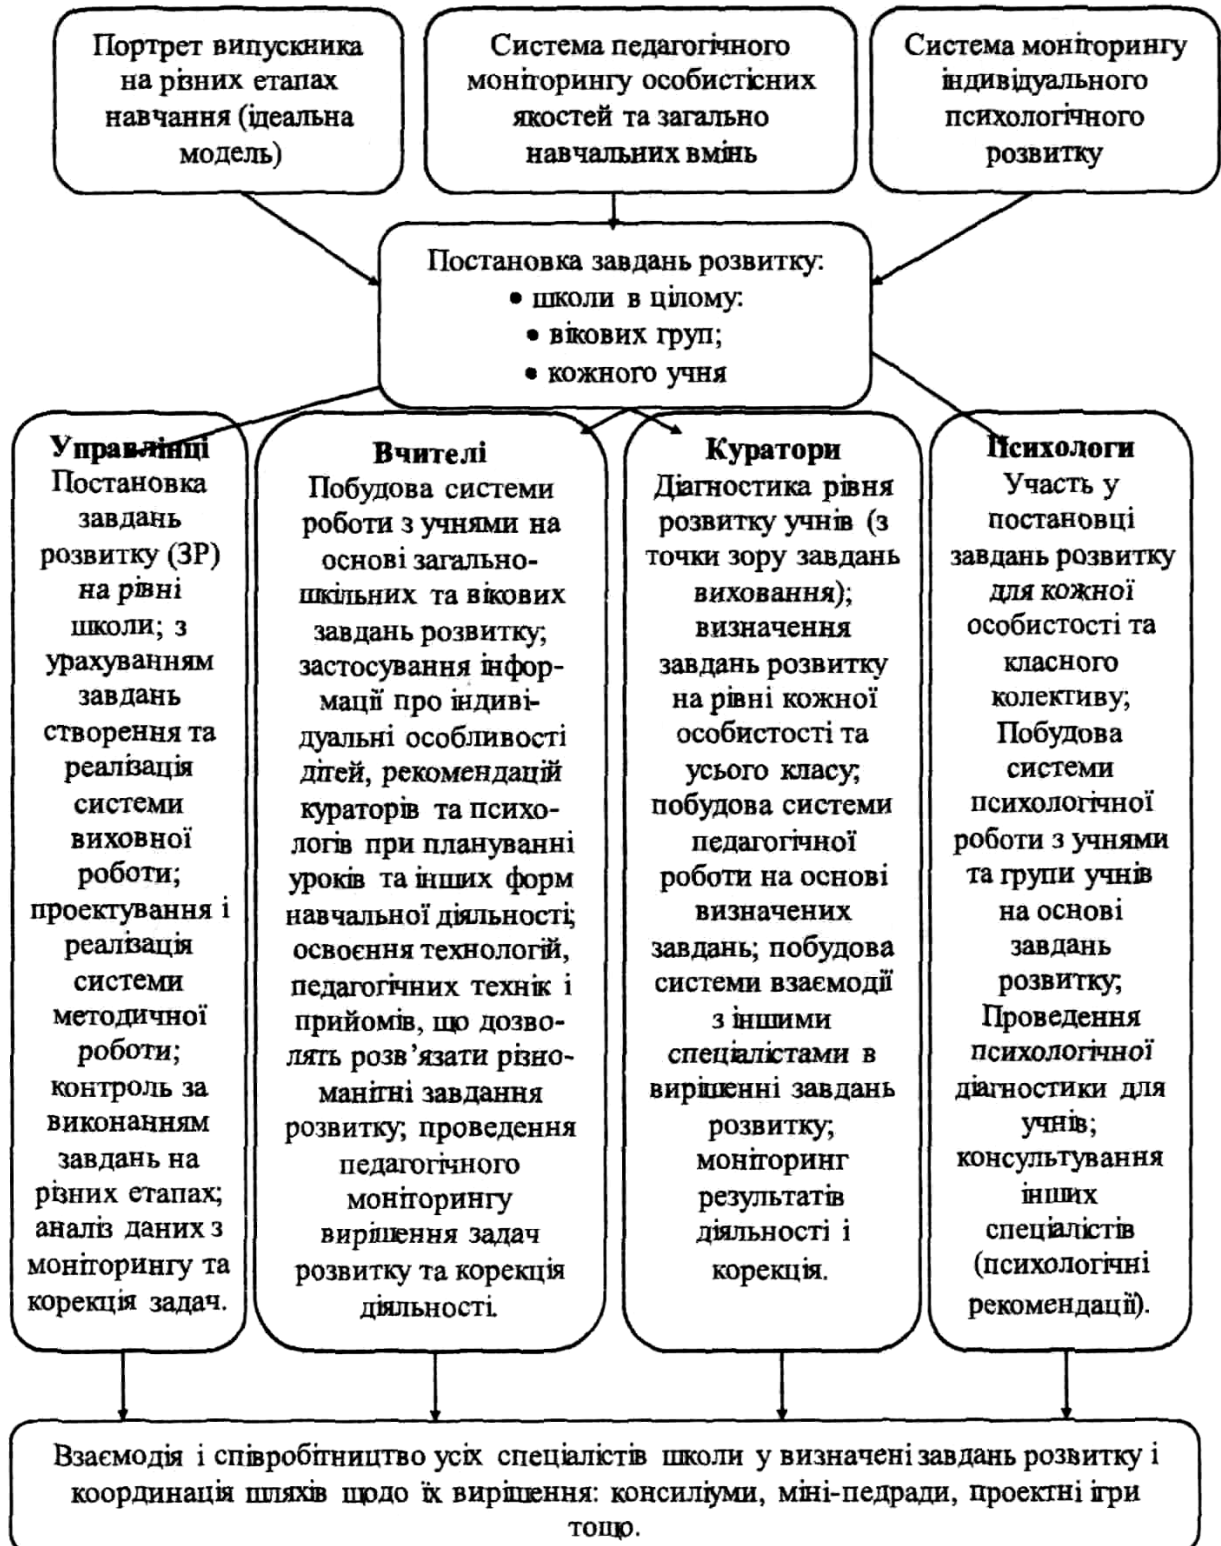 Портрет випускника
на різних етапах
навчання (ідеальна
модель)
Система педагогічного
моніторингу особистісних
якостей та загально
навчальних вмінь
Система моніторингу
індивідуального
психологічного
розвитку
Постановка завдань розвитку:
• школи в цілому:
• вікових груп;
• кожного учня
Управлінці
Постановка
завдань
розвитку (ЗР)
на рівні
школи; з
урахуванням
завдань
створення та
реалізація
системи
виховної
роботи;
проектування і
реалізація
системи
методичної
роботи;
контроль за
виконанням
завдань на
різних етапах;
аналіз даних з
моніторингу та
корекція задач.
Вчителі
Побудова системи
роботи з учнями на
основі загально-
шкільних та вікових
завдань розвитку;
застосування інфор-
мації про індиві-
дуальні особливості
дітей, рекомендацій
кураторів та психо-
логів при плануванні
уроків та інших форм
навчальної діяльності;
освоєння технологій,
педагогічних технік і
прийомів, що дозво-
лять розв’язати різно-
манітні завдання
розвитку; проведення
педагогічного
моніторингу
вирішення задач
розвитку та корекція
діяльності.
Куратори
Діагностика рівня
розвитку учнів (з
точки зору завдань
виховання);
визначення
завдань розвитку
на рівні кожної
особистості та
усього класу;
побудова системи
педагогічної
роботи на основі
визначених
завдань; побудова
системи взаємодії
з іншими
спеціалістами в
вирішенні завдань
розвитку;
моніторинг
результатів
діяльності і
корекція.
Психологи
Участь у
постановці
завдань розвитку
для кожної
особистості та
класного
колективу;
Побудова
системи
психологічної
роботи з учнями
та групи учнів
на основі
завдань
розвитку;
Проведення
психологічної
діагностики для
учнів;
консультування
інших
спеціалістів
(психологічні
рекомендації).
Взаємодія і співробітництво усіх спеціалістів школи у визначені завдань розвитку і
координація шляхів щодо їх вирішення: консиліуми, міні-педради, проектні ігри
тощо.